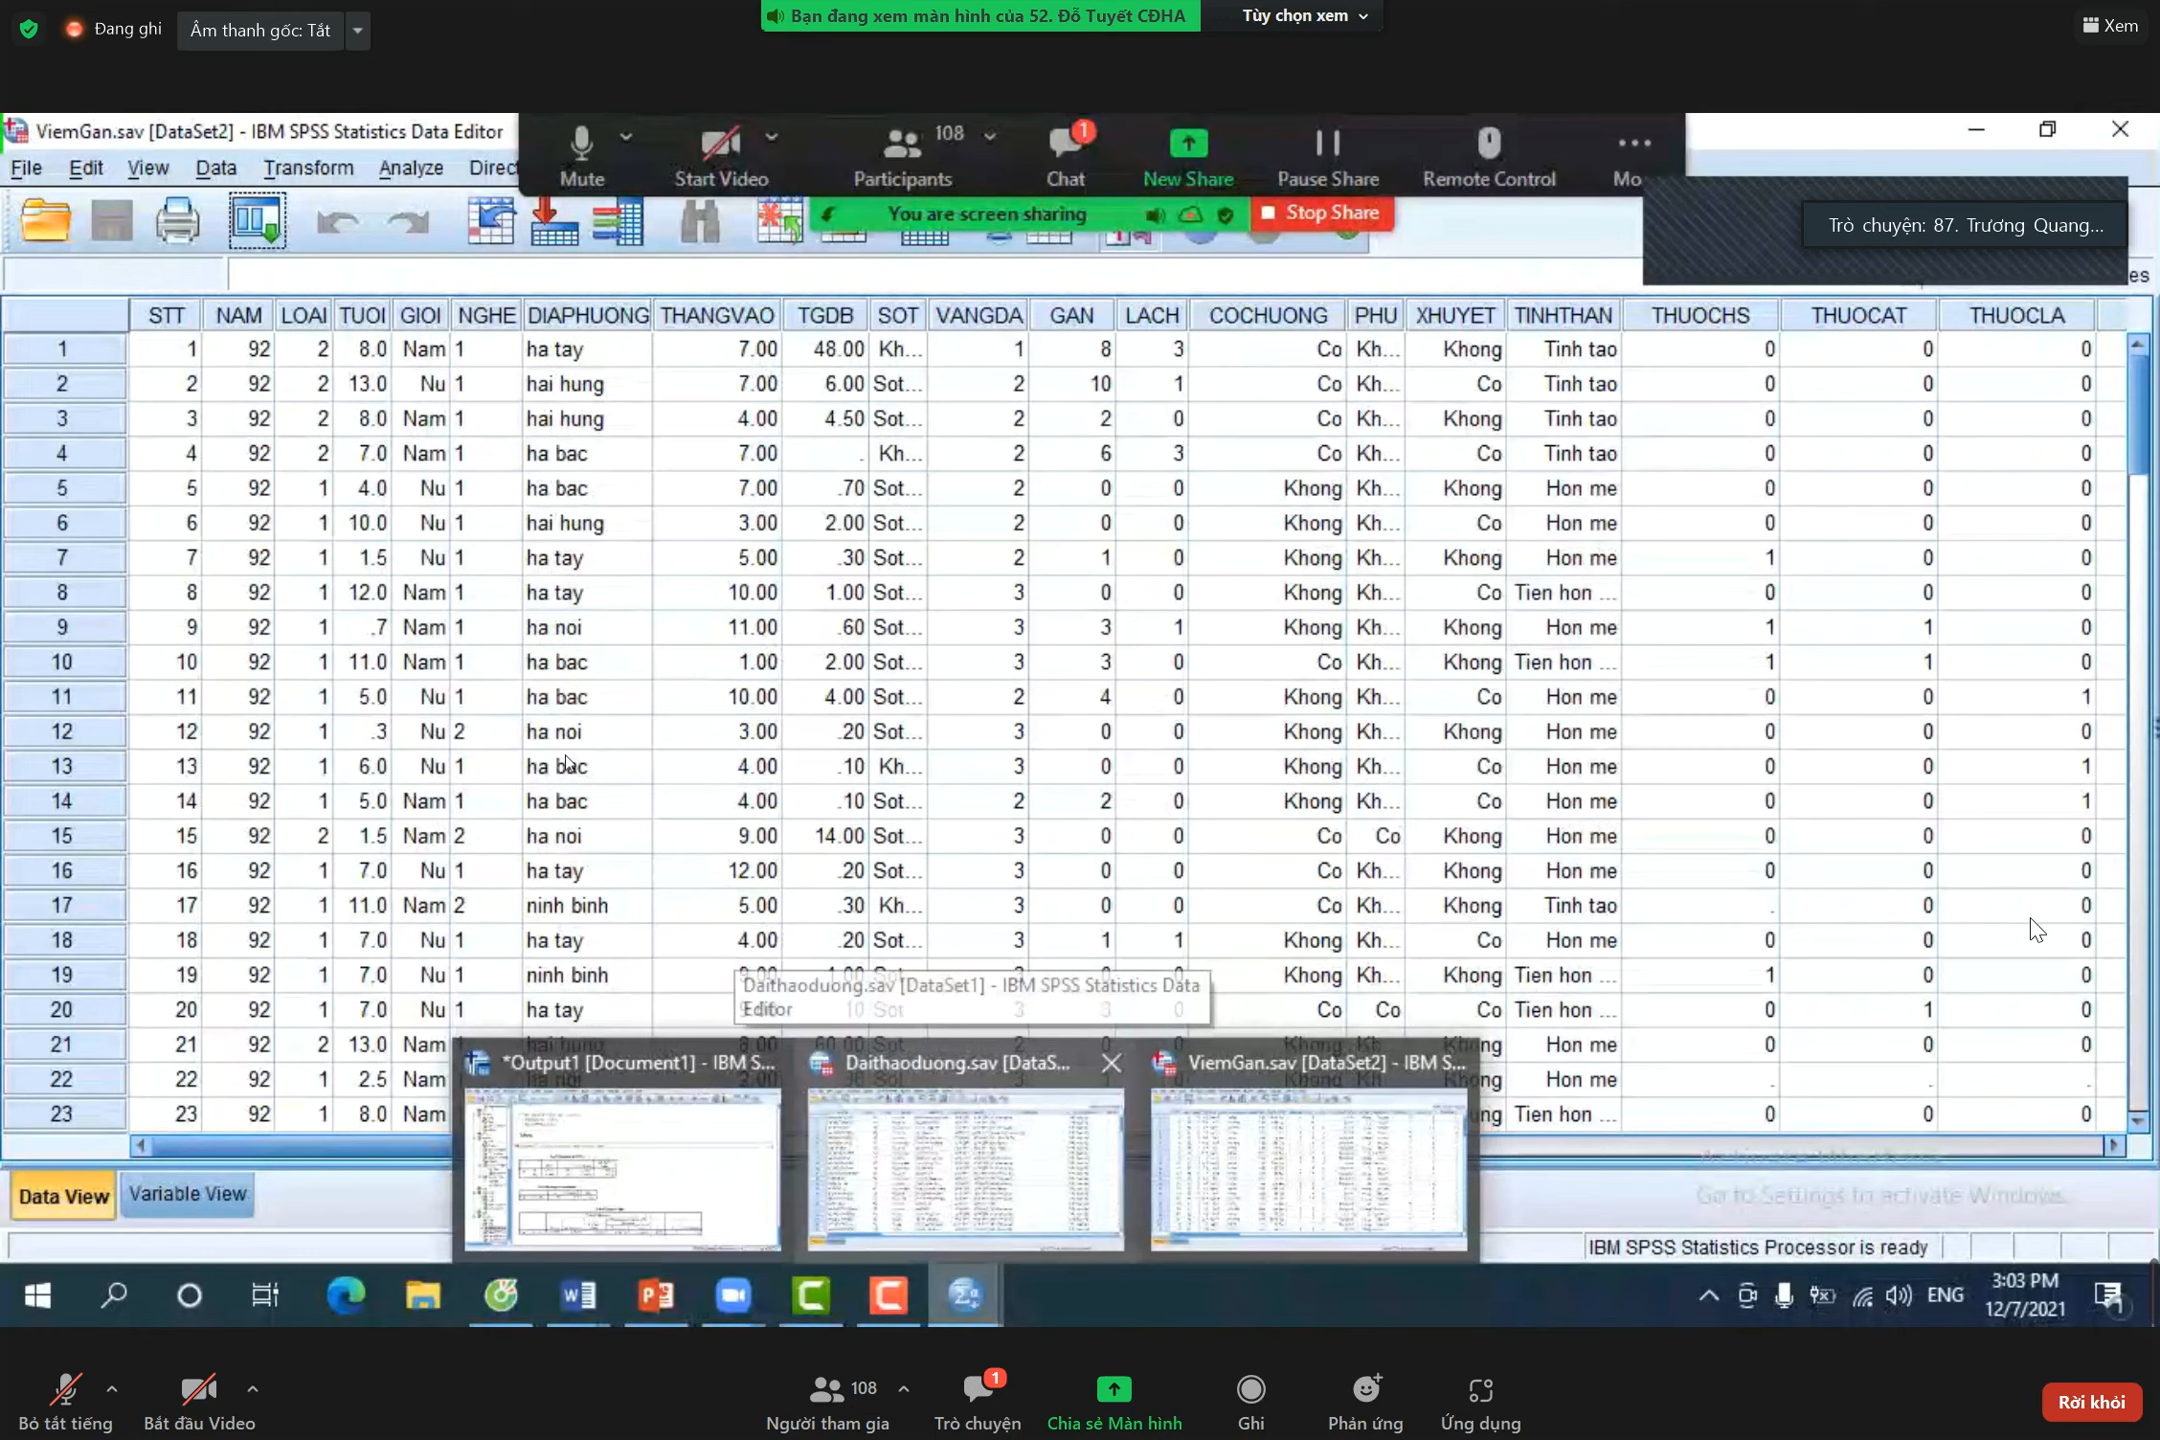 Đang ghi
Âm thanh gốc: Tắt
Bạn đang xem màn hình của 52. Đỗ Tuyết CĐHA
Tùy chọn xem
Xem
ViemGan.sav [DataSet2] - IBM SPSS Statistics Data Editor
File Edit View Data Transform Analyze Direct
Mute Start Video Participants 108 Chat 1 New Share Pause Share Remote Control Mo
You are screen sharing Stop Share
Trò chuyện: 87. Trương Quang...
es
STT NAM LOAI TUOI GIOI NGHE DIAPHUONG THANGVAO TGDB SOT VANGDA GAN LACH COCHUONG PHU XHUYET TINHTHAN THUOCHS THUOCAT THUOCLA
1 1 92 2 8.0 Nam 1 ha tay 7.00 48.00 Kh... 1 8 3 Co Kh... Khong Tinh tao 0 0 0
2 2 92 2 13.0 Nu 1 hai hung 7.00 6.00 Sot... 2 10 1 Co Kh... Co Tinh tao 0 0 0
3 3 92 2 8.0 Nam 1 hai hung 4.00 4.50 Sot... 2 2 0 Co Kh... Khong Tinh tao 0 0 0
4 4 92 2 7.0 Nam 1 ha bac 7.00 . Kh... 2 6 3 Co Kh... Co Tinh tao 0 0 0
5 5 92 1 4.0 Nu 1 ha bac 7.00 .70 Sot... 2 0 0 Khong Kh... Khong Hon me 0 0 0
6 6 92 1 10.0 Nu 1 hai hung 3.00 2.00 Sot... 2 0 0 Khong Kh... Co Hon me 0 0 0
7 7 92 1 1.5 Nu 1 ha tay 5.00 .30 Sot... 2 1 0 Khong Kh... Khong Hon me 1 0 0
8 8 92 1 12.0 Nam 1 ha tay 10.00 1.00 Sot... 3 0 0 Khong Kh... Co Tien hon ... 0 0 0
9 9 92 1 .7 Nam 1 ha noi 11.00 .60 Sot... 3 3 1 Khong Kh... Khong Hon me 1 1 0
10 10 92 1 11.0 Nam 1 ha bac 1.00 2.00 Sot... 3 3 0 Co Kh... Khong Tien hon ... 1 1 0
11 11 92 1 5.0 Nu 1 ha bac 10.00 4.00 Sot... 2 4 0 Khong Kh... Co Hon me 0 0 1
12 12 92 1 .3 Nu 2 ha noi 3.00 .20 Sot... 3 0 0 Khong Kh... Khong Hon me 0 0 0
13 13 92 1 6.0 Nu 1 ha bac 4.00 .10 Kh... 3 0 0 Khong Kh... Co Hon me 0 0 1
14 14 92 1 5.0 Nam 1 ha bac 4.00 .10 Sot... 2 2 0 Khong Kh... Co Hon me 0 0 1
15 15 92 2 1.5 Nam 2 ha noi 9.00 14.00 Sot... 3 0 0 Co Co Khong Hon me 0 0 0
16 16 92 1 7.0 Nu 1 ha tay 12.00 .20 Sot... 3 0 0 Co Kh... Khong Hon me 0 0 0
17 17 92 1 11.0 Nam 2 ninh binh 5.00 .30 Kh... 3 0 0 Co Kh... Khong Tinh tao . 0 0
18 18 92 1 7.0 Nu 1 ha tay 4.00 .20 Sot... 3 1 1 Khong Kh... Co Hon me 0 0 0
19 19 92 1 7.0 Nu 1 ninh binh Khong Kh... Khong Tien hon ... 1 0 0
20 20 92 1 7.0 Nu 1 ha tay 10 Sot 3 3 0 Co Co Co Tien hon ... 0 1 0
Daithaoduong.sav [DataSet1] - IBM SPSS Statistics Data
Editor
21 21 92 2 13.0 Nam Hon me 0 0 0
22 22 92 1 2.5 Nam Hon me . . .
23 23 92 1 8.0 Nam ng Tien hon ... 0 0 0
*Output1 [Document1] - IBM S...
Daithaoduong.sav [DataS...
ViemGan.sav [DataSet2] - IBM S...
Data View Variable View
Go to Settings to activate Windows.
IBM SPSS Statistics Processor is ready
ENG
3:03 PM
12/7/2021
Bỏ tắt tiếng
Bắt đầu Video
108
Người tham gia
1
Trò chuyện
Chia sẻ Màn hình
Ghi
Phản ứng
Ứng dụng
Rời khỏi